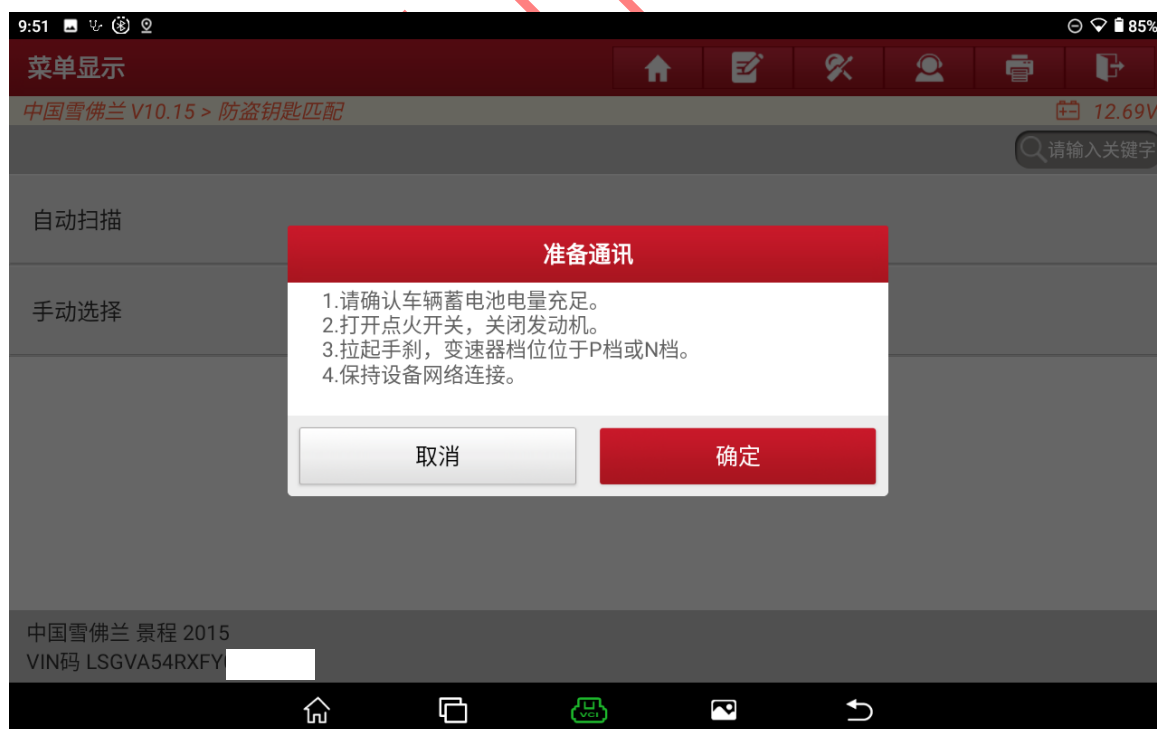 9:51
85%
菜单显示
中国雪佛兰 V10.15 > 防盗钥匙匹配
12.69V
请输入关键字
自动扫描
手动选择
准备通讯
1.请确认车辆蓄电池电量充足。
2.打开点火开关，关闭发动机。
3.拉起手刹，变速器档位位于P档或N档。
4.保持设备网络连接。
取消
确定
中国雪佛兰 景程 2015
VIN码 LSGVA54RXFY
VCI